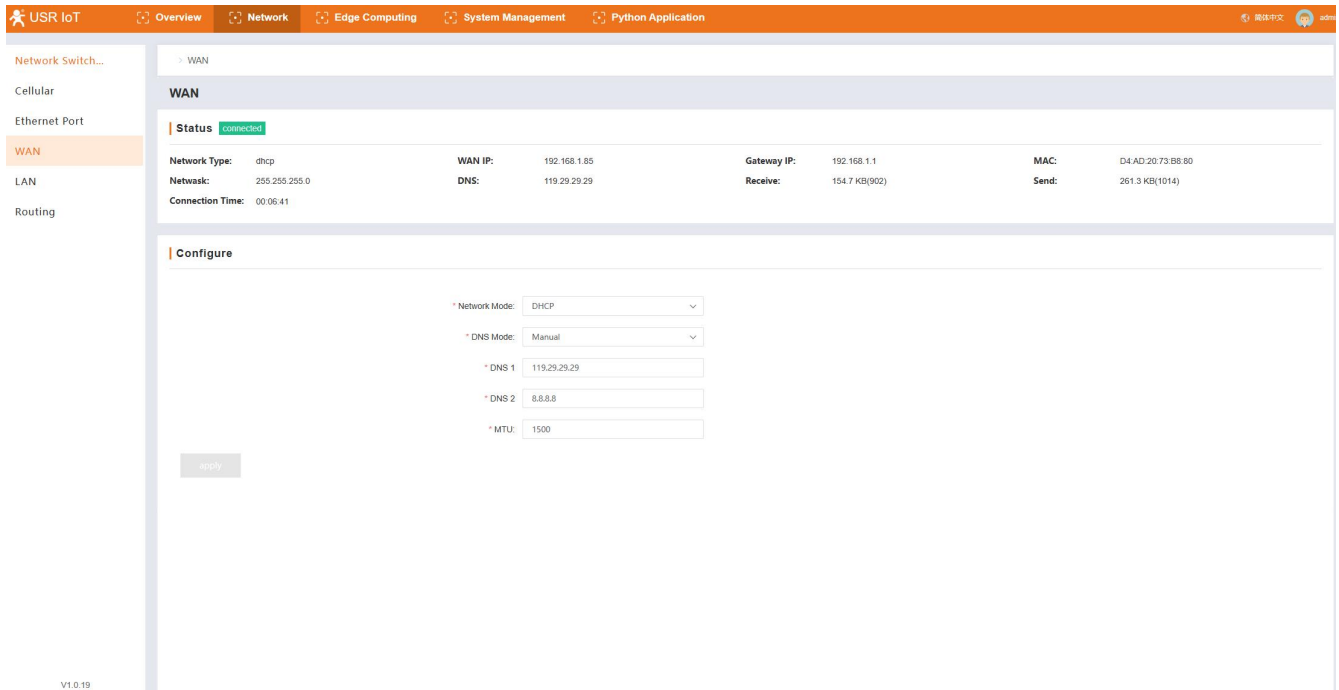 USR IoT Overview Network Edge Computing System Management Python Application 简体中文 admi
Network Switch...
Cellular
Ethernet Port
WAN
LAN
Routing
V1.0.19
> WAN
WAN
Status connected
Network Type: dhcp WAN IP: 192.168.1.85 Gateway IP: 192.168.1.1 MAC: D4:AD:20:73:B8:80
Netwask: 255.255.255.0 DNS: 119.29.29.29 Receive: 154.7 KB(902) Send: 261.3 KB(1014)
Connection Time: 00:06:41
Configure
* Network Mode: DHCP
* DNS Mode: Manual
* DNS 1 119.29.29.29
* DNS 2 8.8.8.8
* MTU: 1500
apply